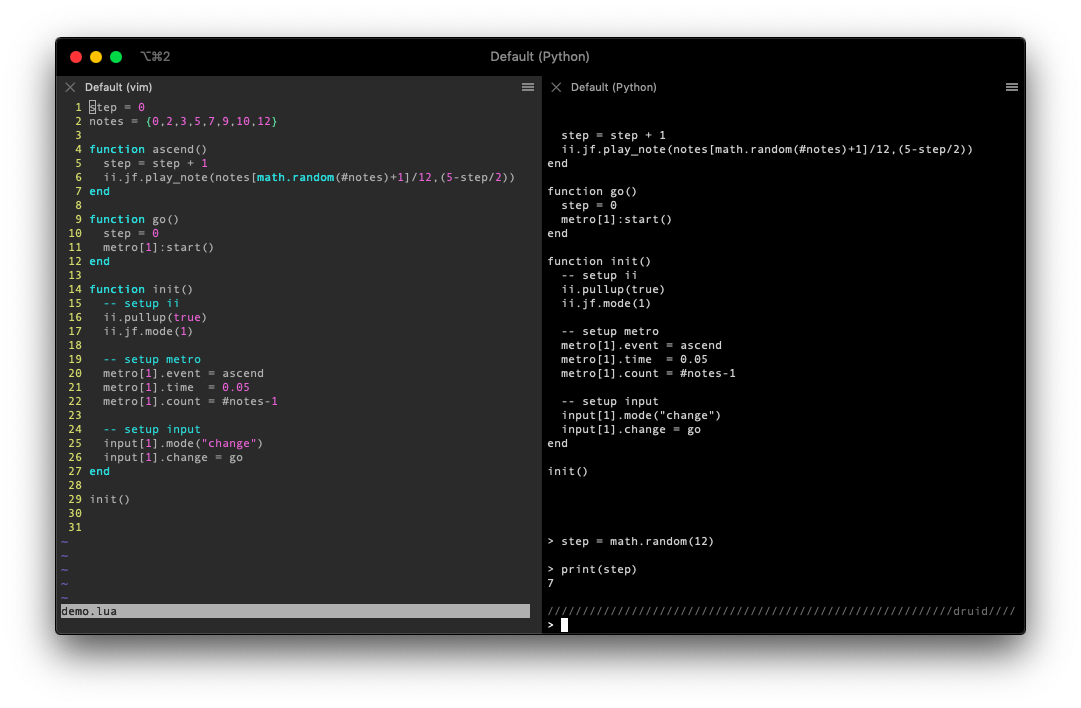 ⌥⌘2
Default (Python)
Default (vim)
1 step = 0
2 notes = {0,2,3,5,7,9,10,12}
3
4 function ascend()
5   step = step + 1
6   ii.jf.play_note(notes[math.random(#notes)+1]/12,(5-step/2))
7 end
8
9 function go()
10   step = 0
11   metro[1]:start()
12 end
13
14 function init()
15   -- setup ii
16   ii.pullup(true)
17   ii.jf.mode(1)
18
19   -- setup metro
20   metro[1].event = ascend
21   metro[1].time  = 0.05
22   metro[1].count = #notes-1
23
24   -- setup input
25   input[1].mode("change")
26   input[1].change = go
27 end
28
29 init()
30
31
~
~
~
~
~
demo.lua
Default (Python)
  step = step + 1
  ii.jf.play_note(notes[math.random(#notes)+1]/12,(5-step/2))
end
function go()
  step = 0
  metro[1]:start()
end
function init()
  -- setup ii
  ii.pullup(true)
  ii.jf.mode(1)
  -- setup metro
  metro[1].event = ascend
  metro[1].time  = 0.05
  metro[1].count = #notes-1
  -- setup input
  input[1].mode("change")
  input[1].change = go
end
init()
> step = math.random(12)
> print(step)
7
//////////////////////////////////////////////////////////druid////
>